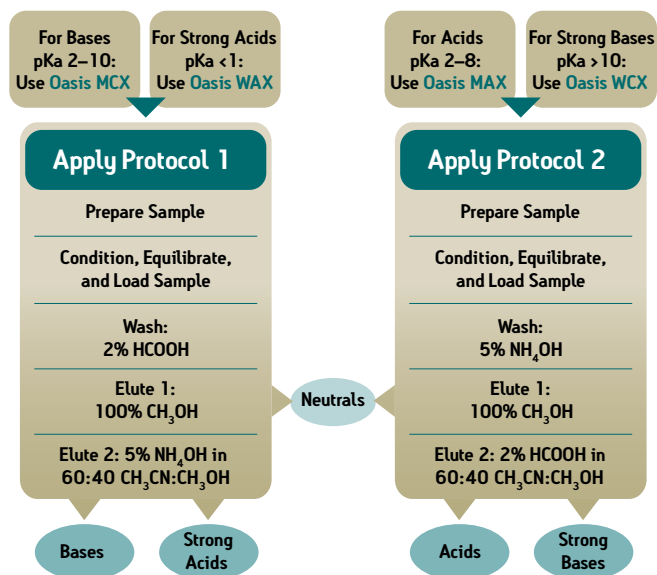 For Bases
pKa 2–10:
Use Oasis MCX
For Strong Acids
pKa <1:
Use Oasis WAX
Apply Protocol 1
Prepare Sample
Condition, Equilibrate,
and Load Sample
Wash:
2% HCOOH
Elute 1:
100% CH₃OH
Elute 2: 5% NH₄OH in
60:40 CH₃CN:CH₃OH
Bases
Strong
Acids
Neutrals
For Acids
pKa 2–8:
Use Oasis MAX
For Strong Bases
pKa >10:
Use Oasis WCX
Apply Protocol 2
Prepare Sample
Condition, Equilibrate,
and Load Sample
Wash:
5% NH₄OH
Elute 1:
100% CH₃OH
Elute 2: 2% HCOOH in
60:40 CH₃CN:CH₃OH
Acids
Strong
Bases